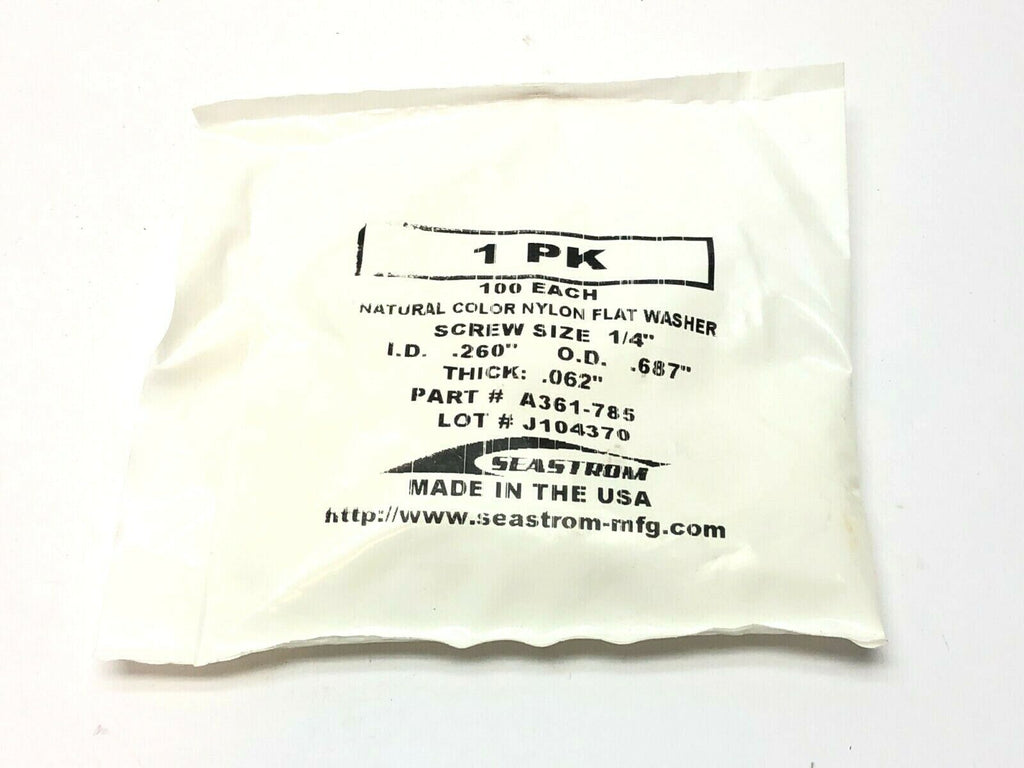 1 PK
100 EACH
NATURAL COLOR NYLON FLAT WASHER
SCREW SIZE 1/4"
I.D. .260" O.D. .687"
THICK: .062"
PART # A361-785
LOT # J104370
SEASTROM
MADE IN THE USA
http://www.seastrom-mfg.com